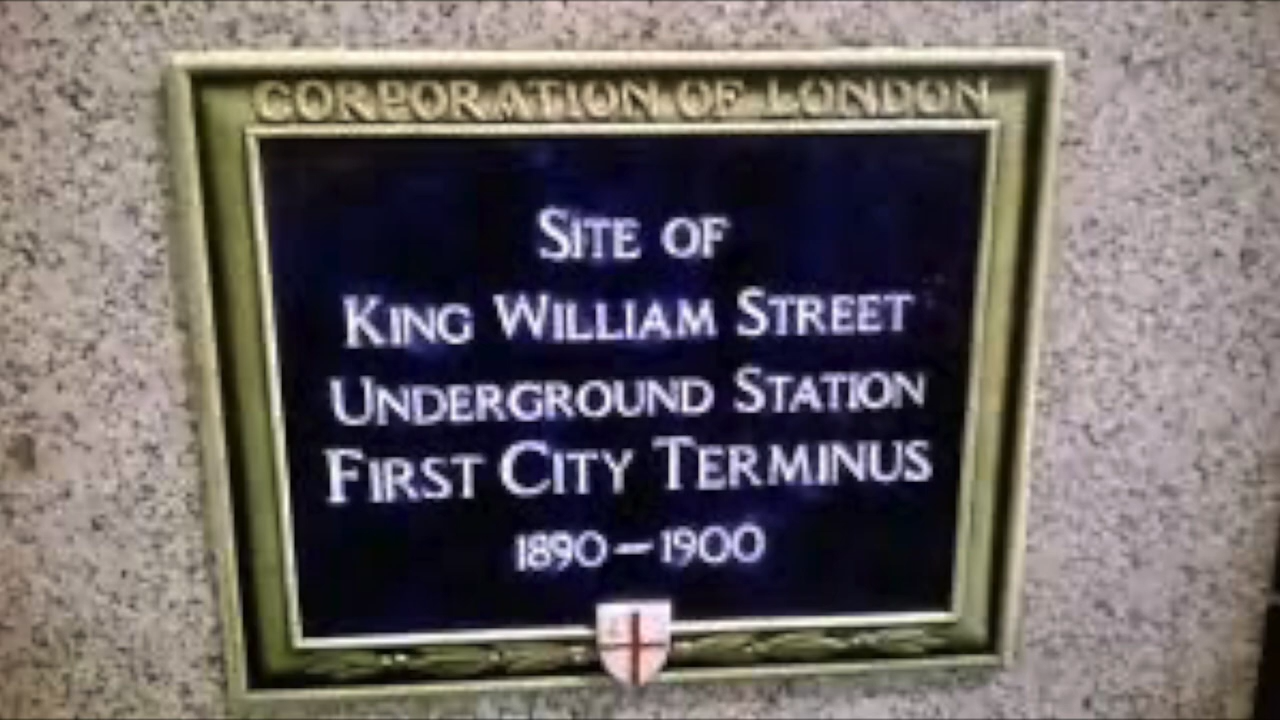 CORPORATION OF LONDON
SITE OF
KING WILLIAM STREET
UNDERGROUND STATION
FIRST CITY TERMINUS
1890–1900